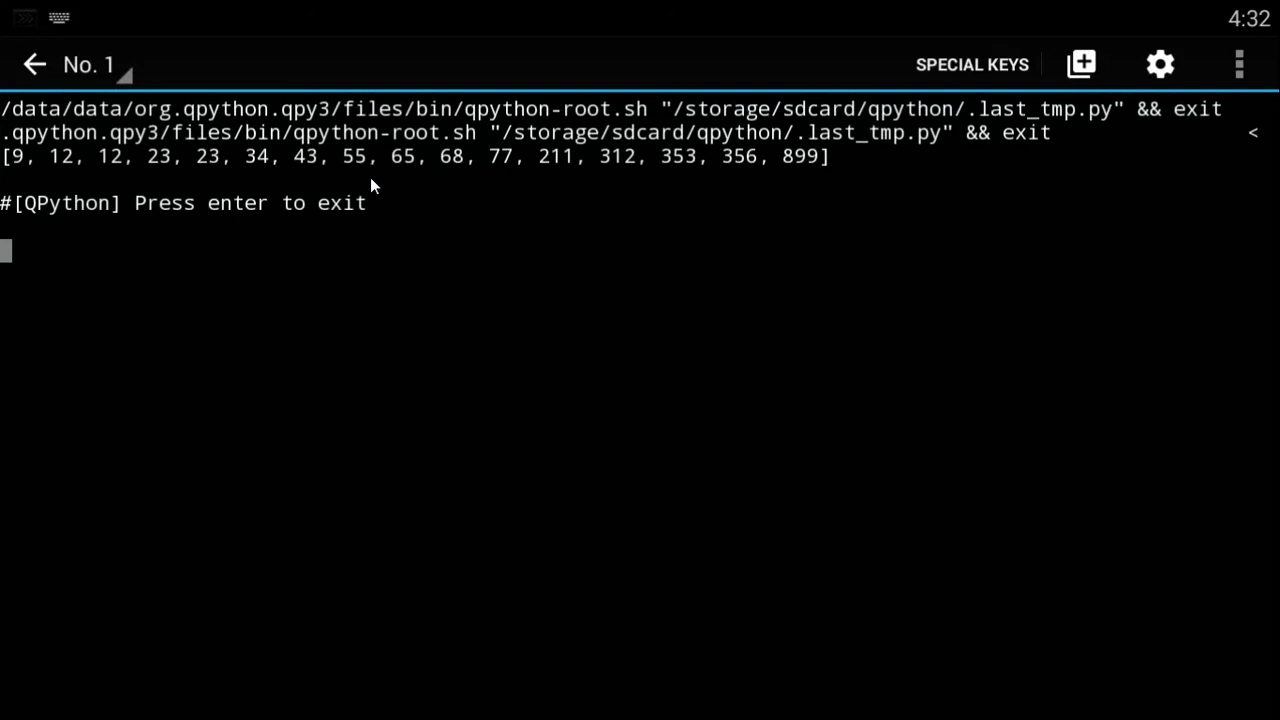 4:32
No. 1
SPECIAL KEYS
/data/data/org.qpython.qpy3/files/bin/qpython-root.sh "/storage/sdcard/qpython/.last_tmp.py" && exit
.qpython.qpy3/files/bin/qpython-root.sh "/storage/sdcard/qpython/.last_tmp.py" && exit <
[9, 12, 12, 23, 23, 34, 43, 55, 65, 68, 77, 211, 312, 353, 356, 899]
#[QPython] Press enter to exit